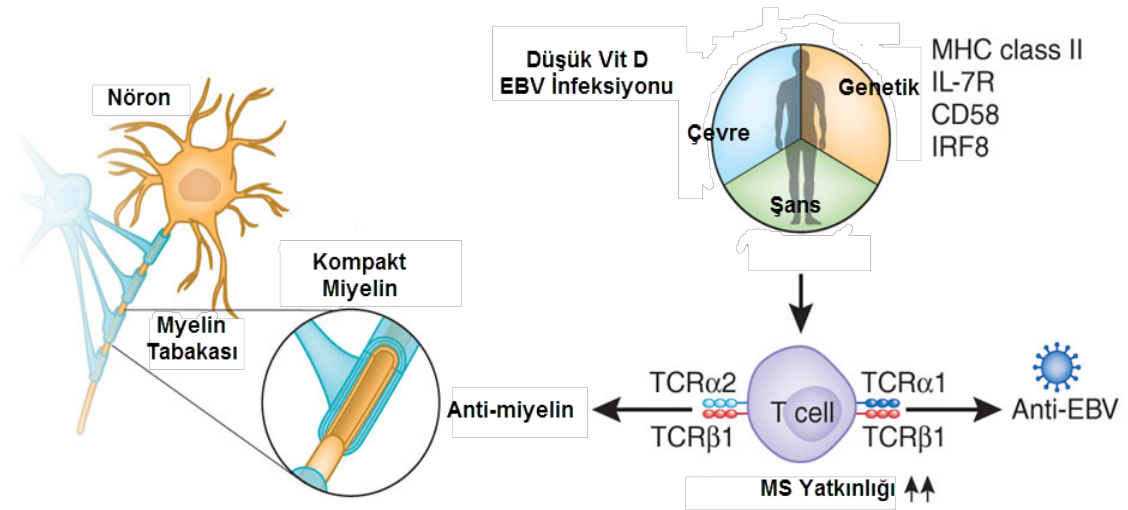 Nöron
Myelin
Tabakası
Kompakt
Miyelin
Düşük Vit D
EBV İnfeksiyonu
Çevre
Genetik
Şans
MHC class II
IL-7R
CD58
IRF8
Anti-miyelin
TCRα2
TCRβ1
T cell
TCRα1
TCRβ1
Anti-EBV
MS Yatkınlığı